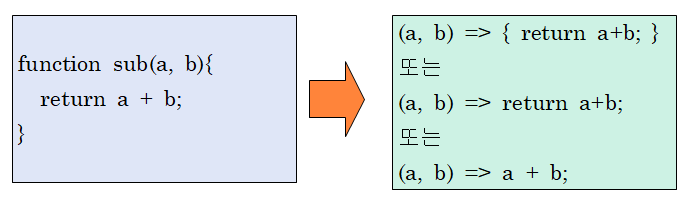 function sub(a, b){
return a + b;
}
(a, b) => { return a+b; }
또는
(a, b) => return a+b;
또는
(a, b) => a + b;